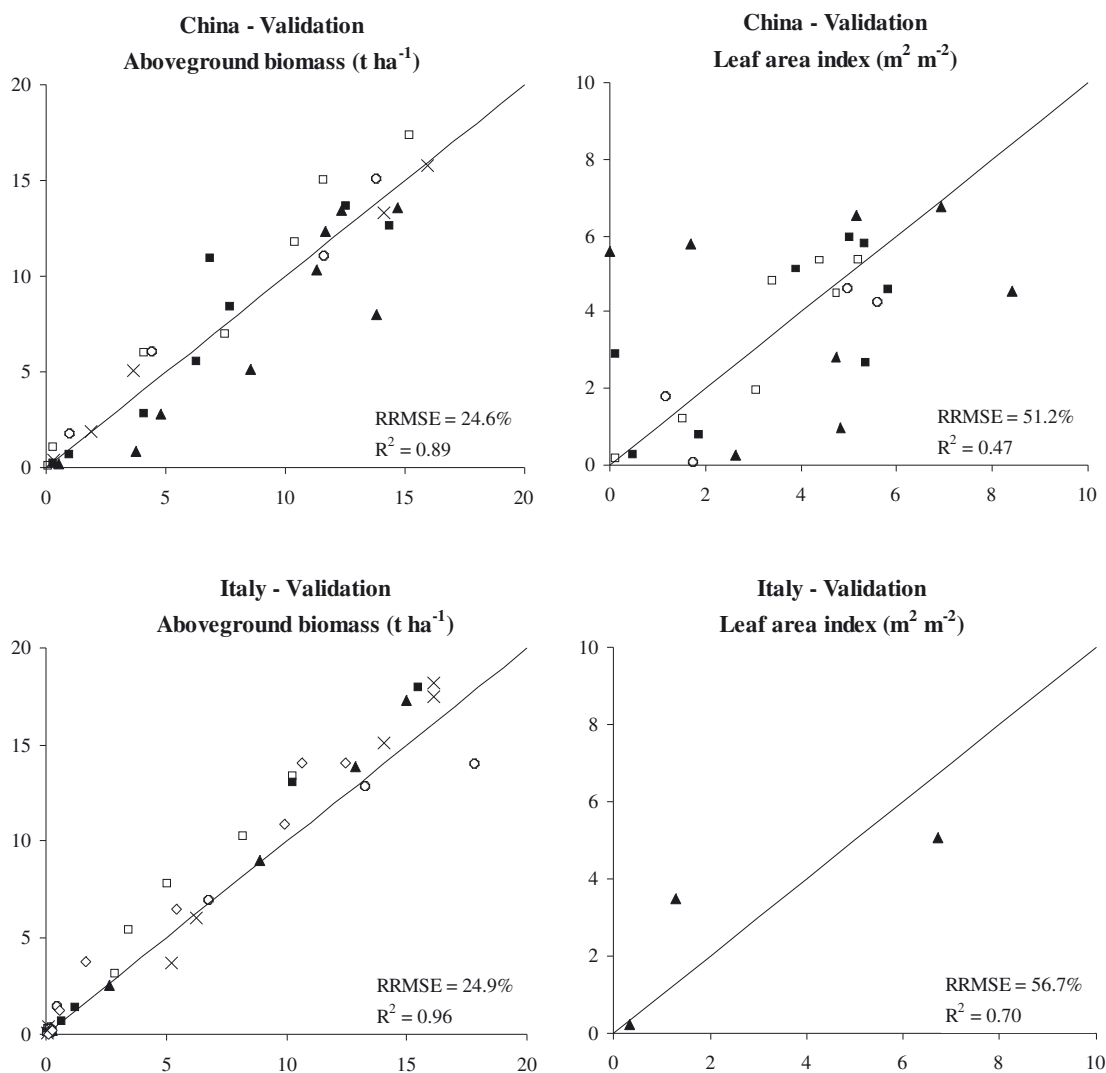 China - Validation
Aboveground biomass (t ha⁻¹)
20
15
10
5
0
0 5 10 15 20
RRMSE = 24.6%
R² = 0.89
China - Validation
Leaf area index (m² m⁻²)
10
8
6
4
2
0
0 2 4 6 8 10
RRMSE = 51.2%
R² = 0.47
Italy - Validation
Aboveground biomass (t ha⁻¹)
20
15
10
5
0
0 5 10 15 20
RRMSE = 24.9%
R² = 0.96
Italy - Validation
Leaf area index (m² m⁻²)
10
8
6
4
2
0
0 2 4 6 8 10
RRMSE = 56.7%
R² = 0.70